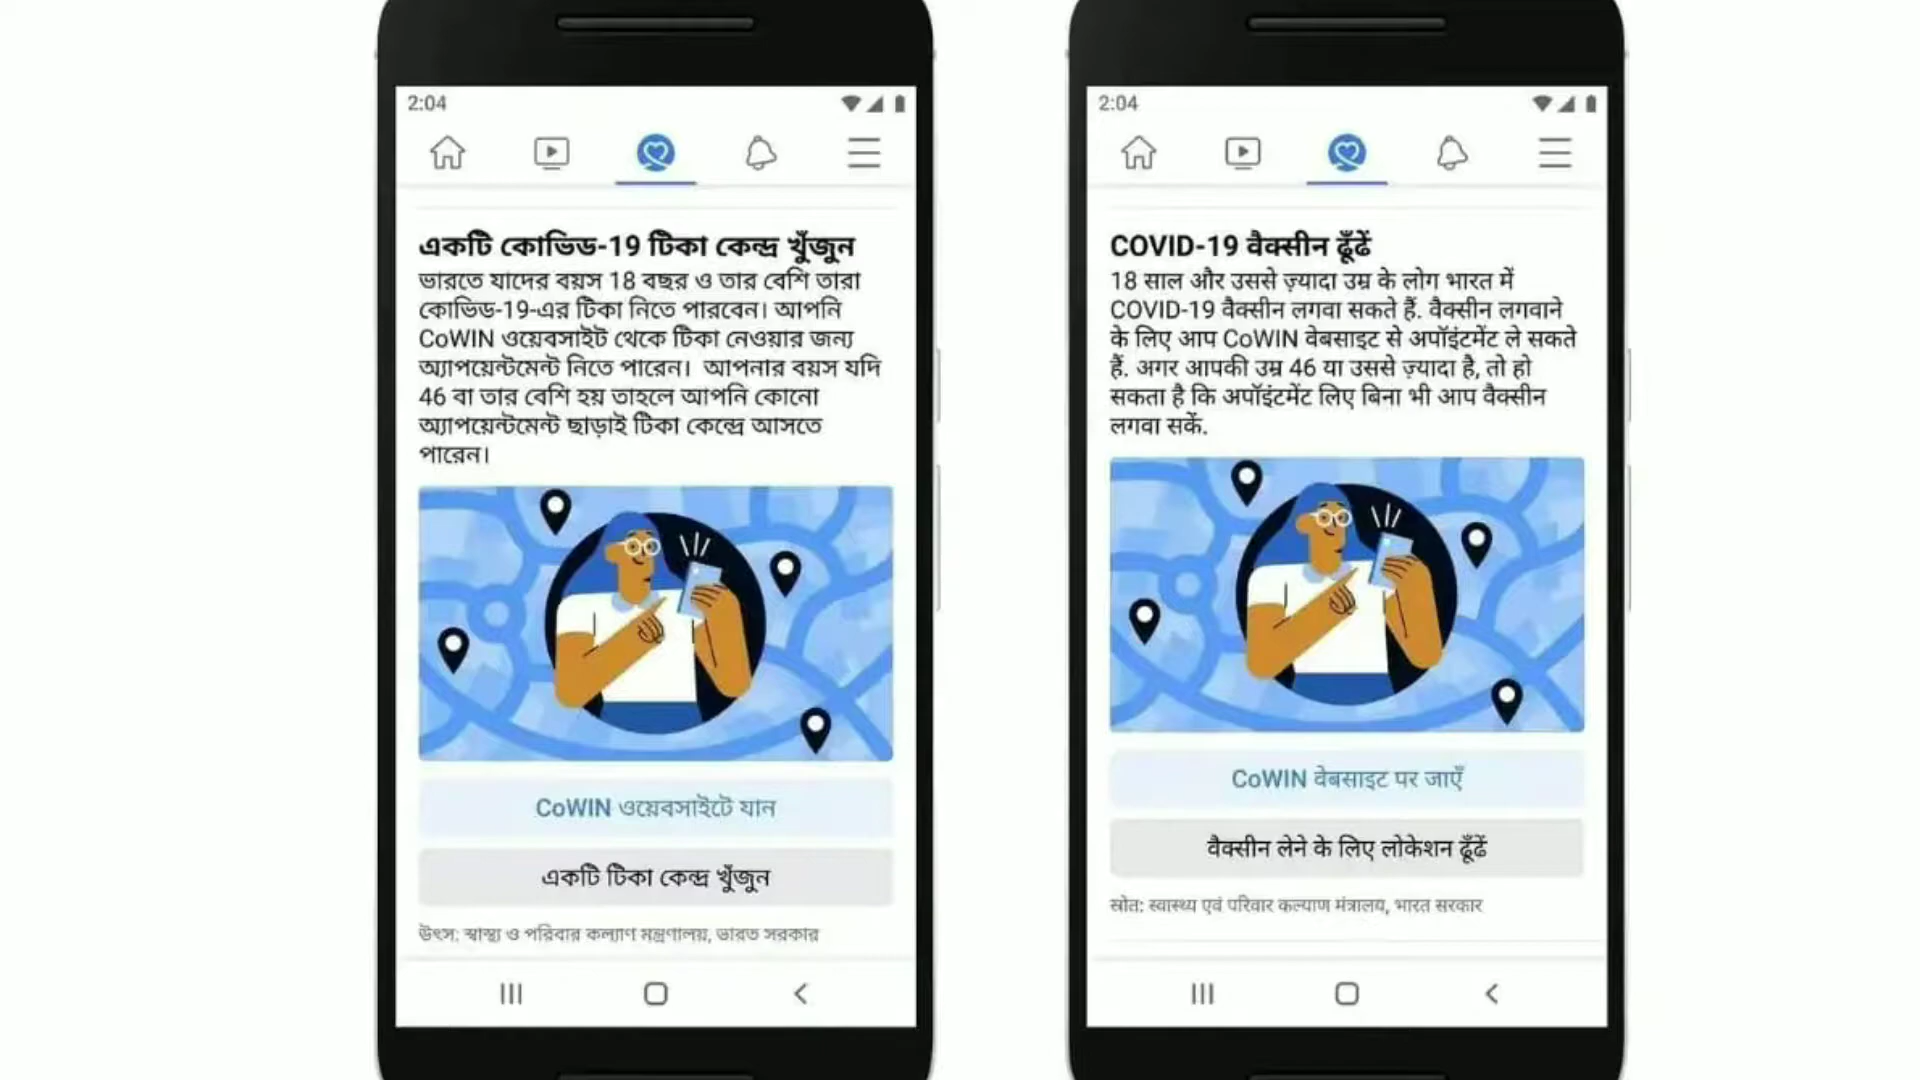 2:04
একটি কোভিড-19 টিকা কেন্দ্র খুঁজুন
ভারতে যাদের বয়স 18 বছর ও তার বেশি তারা
কোভিড-19-এর টিকা নিতে পারবেন। আপনি
CoWIN ওয়েবসাইট থেকে টিকা নেওয়ার জন্য
অ্যাপয়েন্টমেন্ট নিতে পারেন। আপনার বয়স যদি
46 বা তার বেশি হয় তাহলে আপনি কোনো
অ্যাপয়েন্টমেন্ট ছাড়াই টিকা কেন্দ্রে আসতে
পারেন।
CoWIN ওয়েবসাইটে যান
একটি টিকা কেন্দ্র খুঁজুন
উৎস: স্বাস্থ্য ও পরিবার কল্যাণ মন্ত্রণালয়, ভারত সরকার
2:04
COVID-19 वैक्सीन ढूँढें
18 साल और उससे ज़्यादा उम्र के लोग भारत में
COVID-19 वैक्सीन लगवा सकते हैं. वैक्सीन लगवाने
के लिए आप CoWIN वेबसाइट से अपॉइंटमेंट ले सकते
हैं. अगर आपकी उम्र 46 या उससे ज़्यादा है, तो हो
सकता है कि अपॉइंटमेंट लिए बिना भी आप वैक्सीन
लगवा सकें.
CoWIN वेबसाइट पर जाएँ
वैक्सीन लेने के लिए लोकेशन ढूँढें
स्रोत: स्वास्थ्य एवं परिवार कल्याण मंत्रालय, भारत सरकार